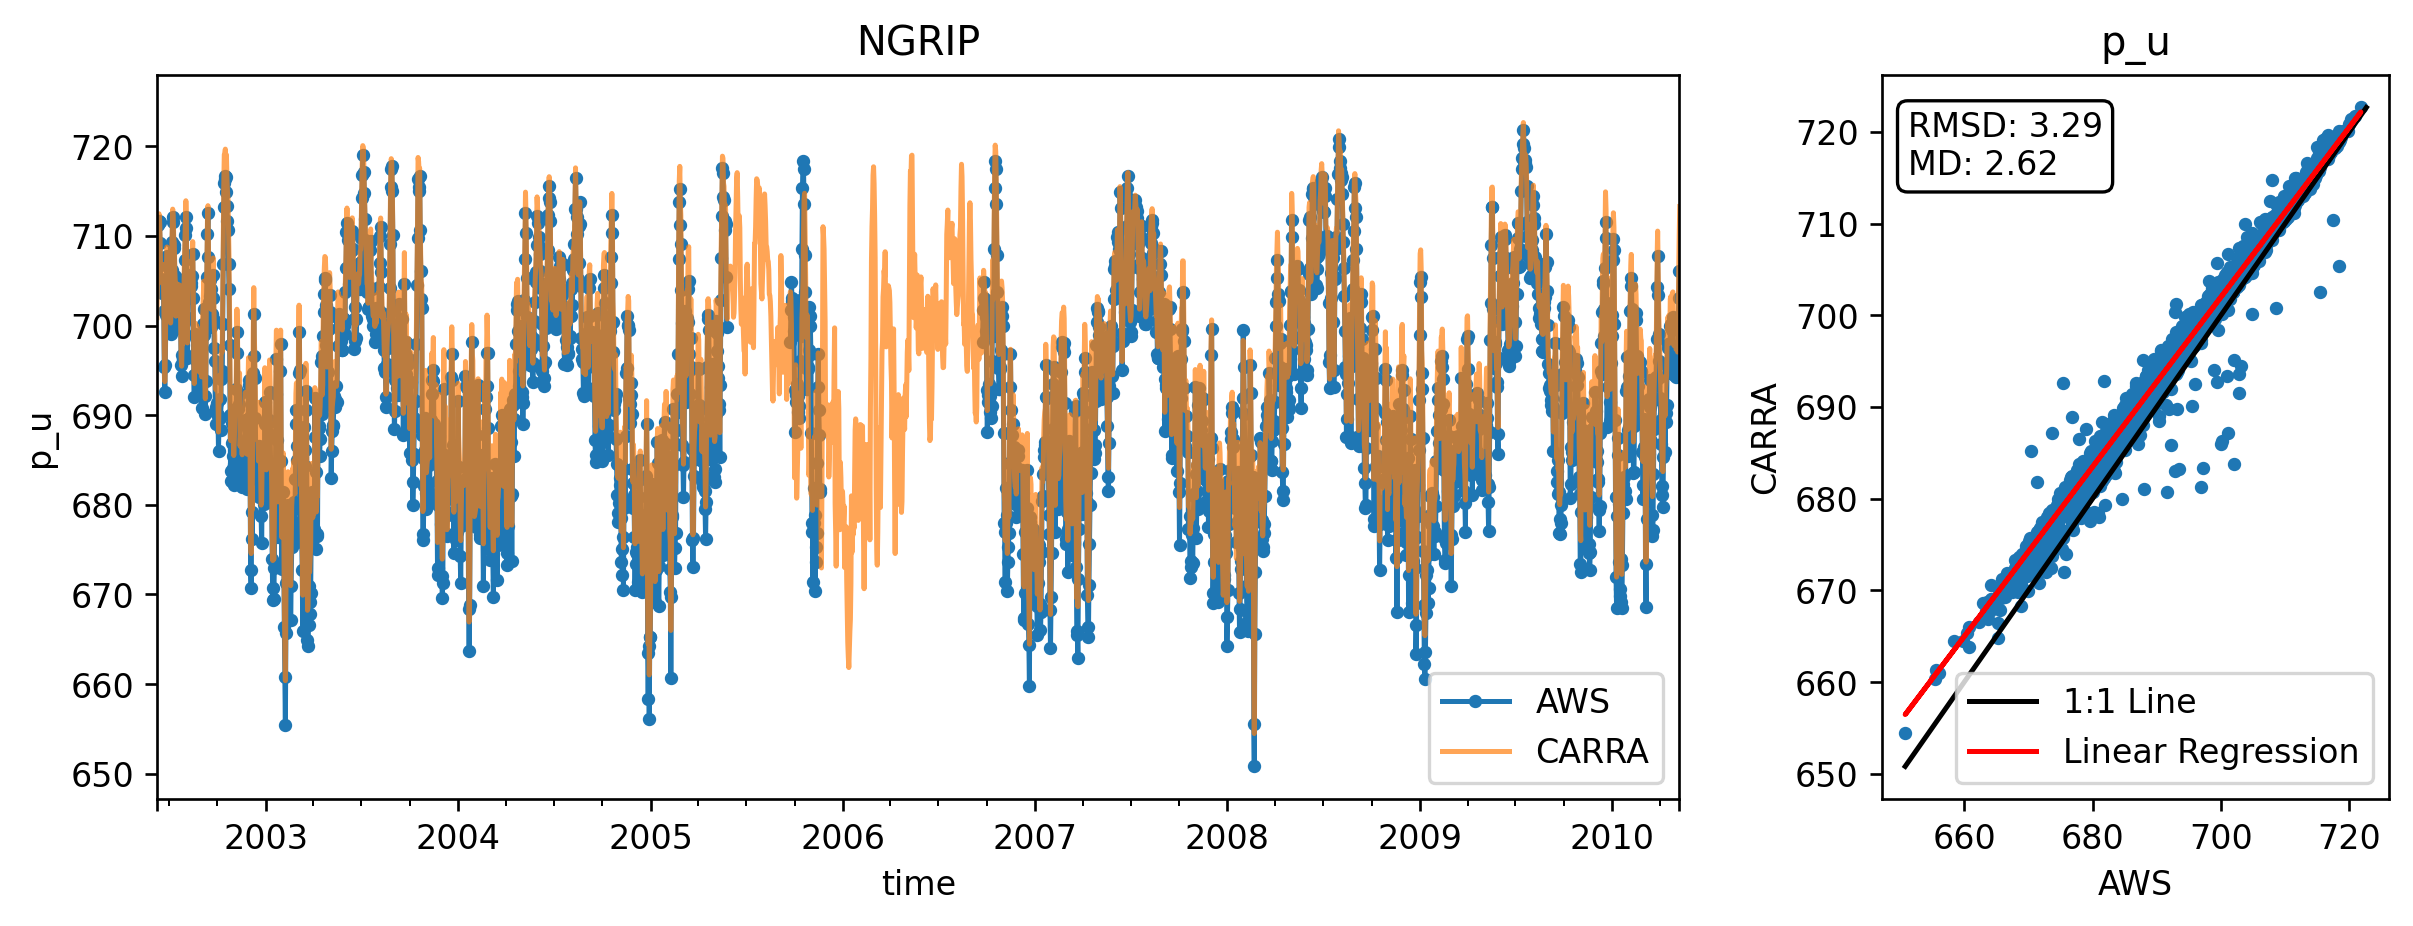 NGRIP
p_u
720
710
700
690
680
670
660
650
2003 2004 2005 2006 2007 2008 2009 2010
time
AWS
CARRA
p_u
RMSD: 3.29
MD: 2.62
CARRA
720
710
700
690
680
670
660
650
660 680 700 720
AWS
1:1 Line
Linear Regression